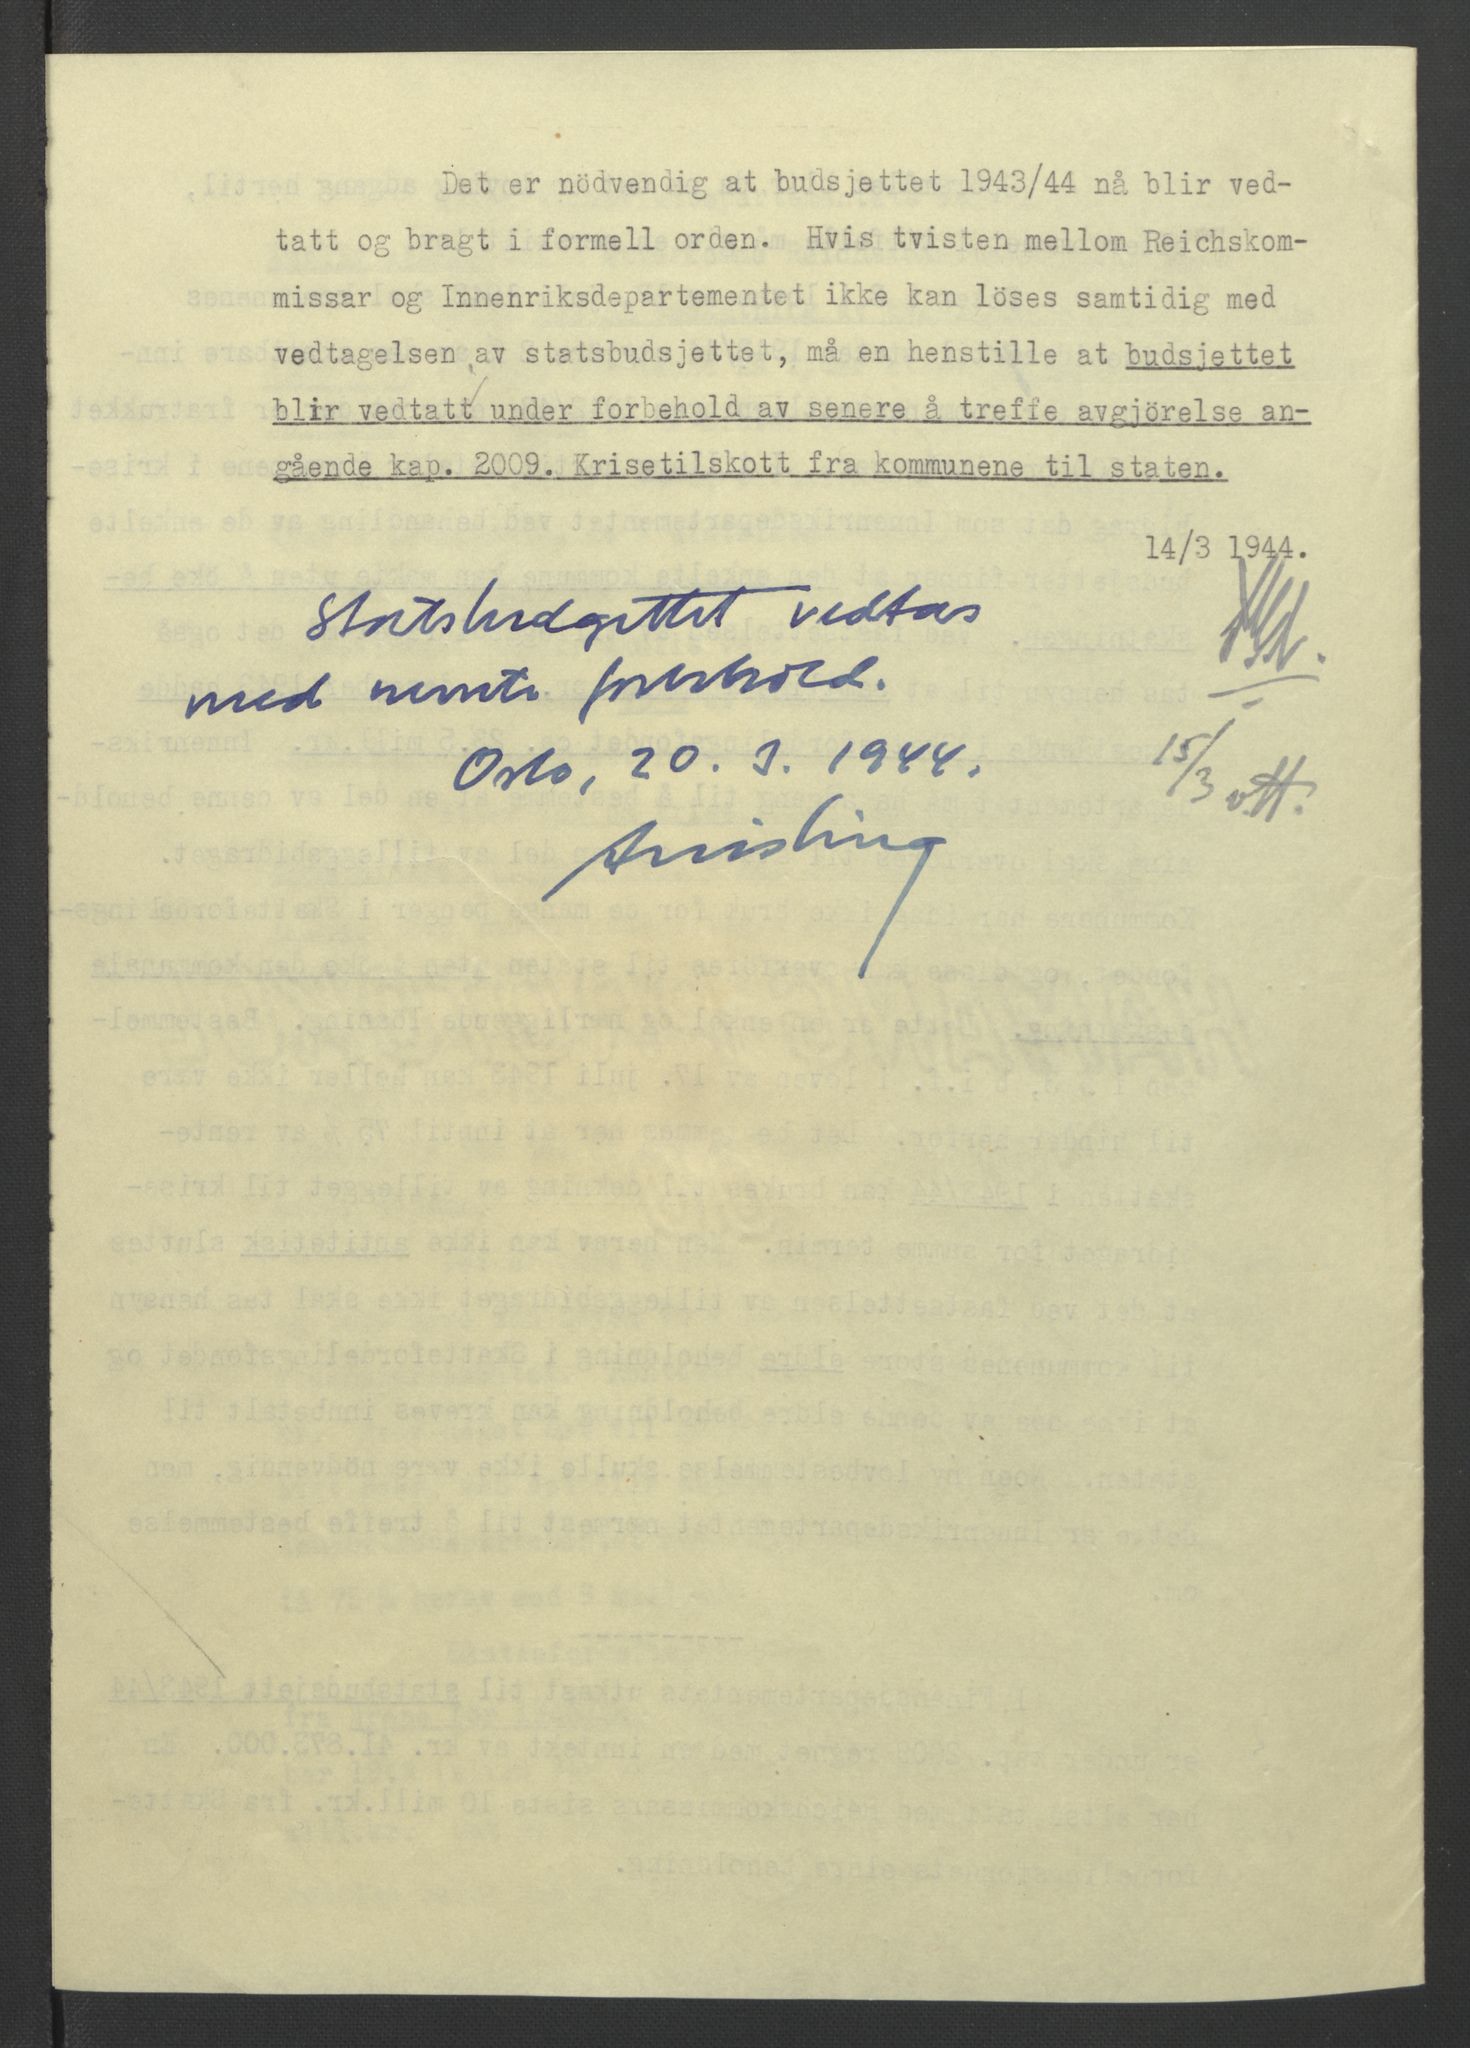 Det er nödvendig at budsjettet 1943/44 nå blir ved-
tatt og bragt i formell orden. Hvis tvisten mellom Reichskom-
missar og Innenriksdepartementet ikke kan löses samtidig med
vedtagelsen av statsbudsjettet, må en henstille at budsjettet
blir vedtatt under forbehold av senere å treffe avgjörelse an-
gående kap. 2009. Krisetilskott fra kommunene til staten.
14/3 1944.
Statsbudgettet vedtas
med nevnte forbehold.
15/3
Oslo, 20. 3. 1944.
Quisling